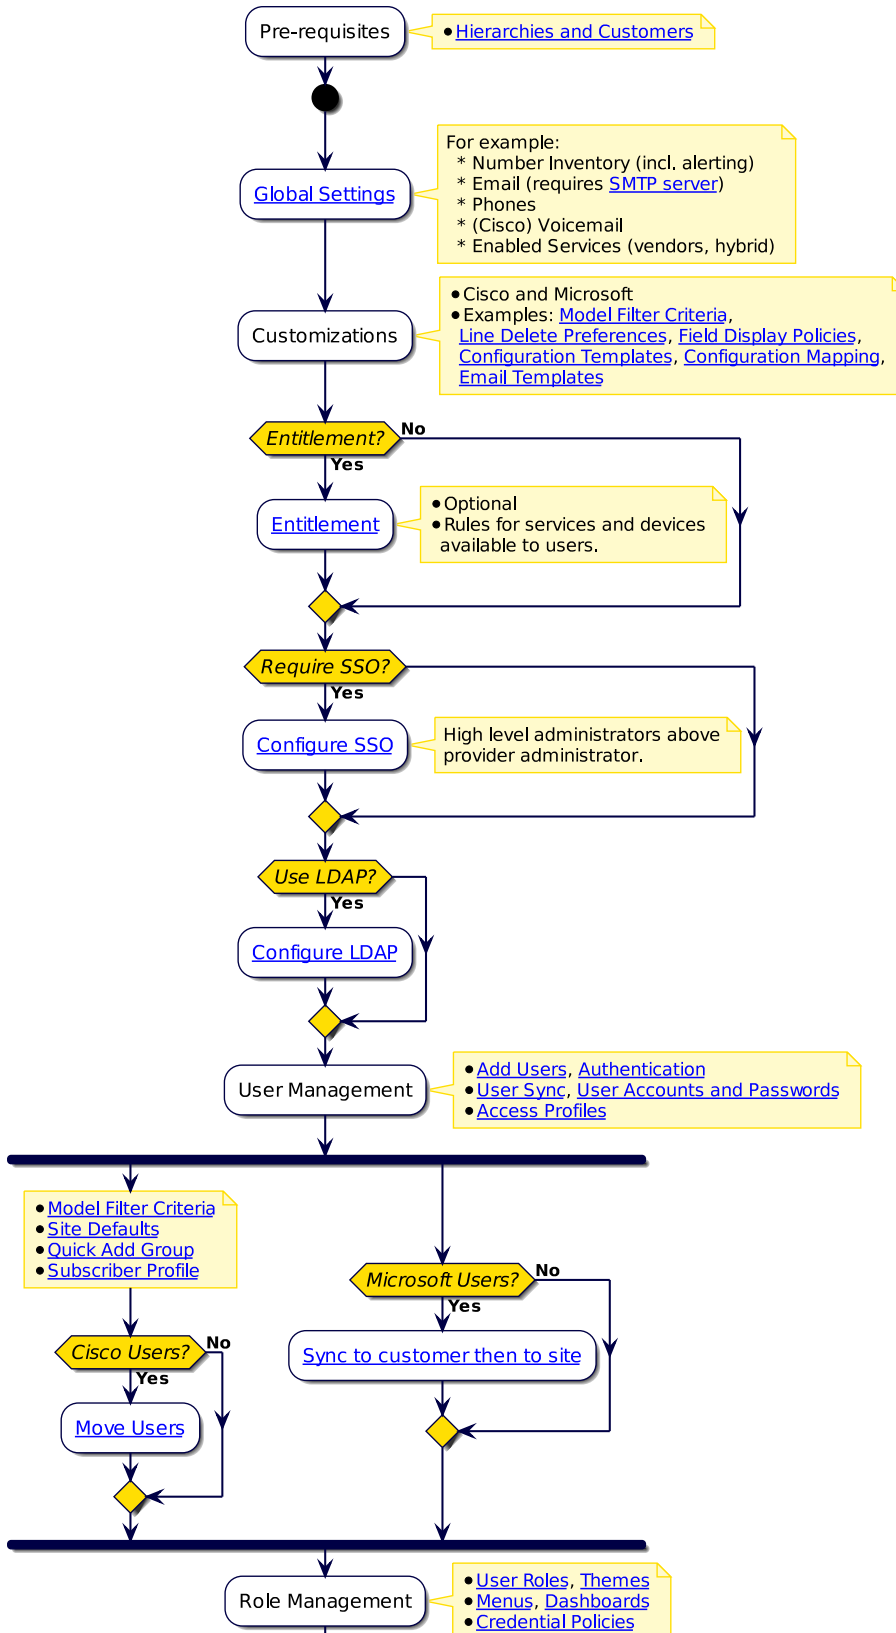 Pre-requisites
•Hierarchies and Customers
For example:
* Number Inventory (incl. alerting)
* Email (requires SMTP server)
* Phones
* (Cisco) Voicemail
* Enabled Services (vendors, hybrid)
Global Settings
•Cisco and Microsoft
•Examples: Model Filter Criteria,
Line Delete Preferences, Field Display Policies,
Configuration Templates, Configuration Mapping,
Email Templates
Customizations
Entitlement?
No
Yes
Entitlement
•Optional
•Rules for services and devices
available to users.
Require SSO?
Yes
Configure SSO
High level administrators above
provider administrator.
Use LDAP?
Yes
Configure LDAP
User Management
•Add Users, Authentication
•User Sync, User Accounts and Passwords
•Access Profiles
•Model Filter Criteria
•Site Defaults
•Quick Add Group
•Subscriber Profile
Microsoft Users?
No
Yes
Sync to customer then to site
Cisco Users?
No
Yes
Move Users
Role Management
•User Roles, Themes
•Menus, Dashboards
•Credential Policies